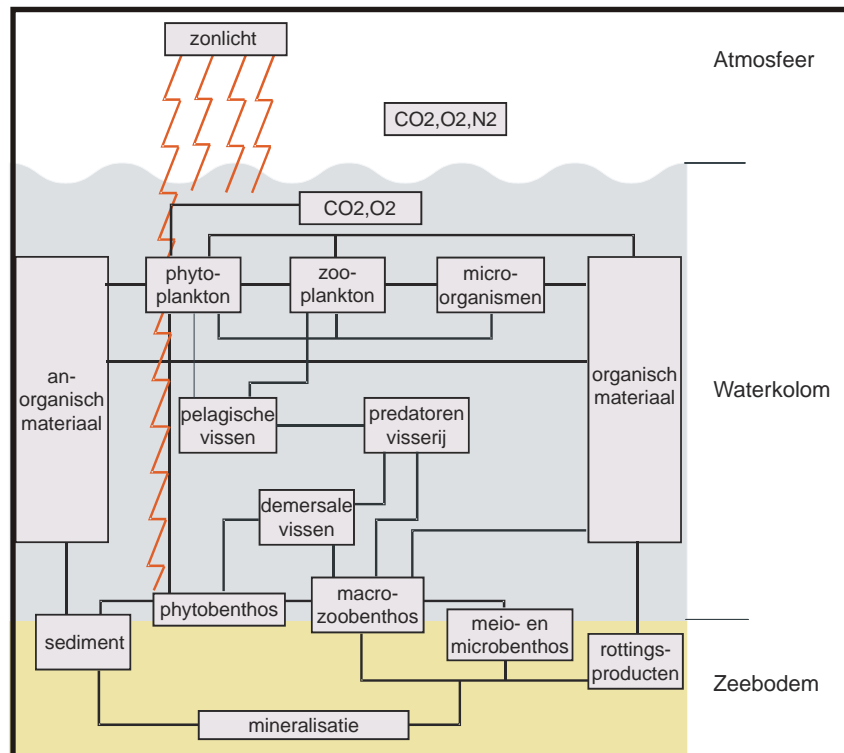 zonlicht
Atmosfeer
CO2,O2,N2
CO2,O2
phyto-
plankton
zoo-
plankton
micro-
organismen
an-
organisch
materiaal
organisch
materiaal
Waterkolom
pelagische
vissen
predatoren
visserij
demersale
vissen
phytobenthos
macro-
zoobenthos
meio- en
microbenthos
sediment
rottings-
producten
Zeebodem
mineralisatie